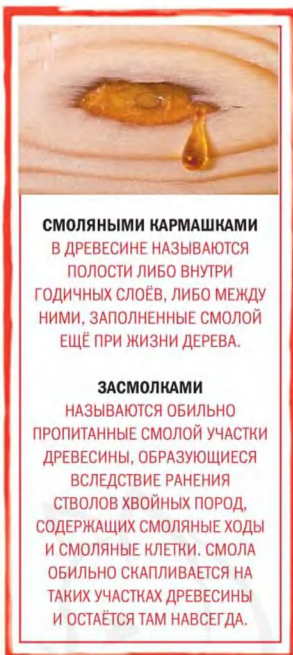 СМОЛЯНЫМИ КАРМАШКАМИ
В ДРЕВЕСИНЕ НАЗЫВАЮТСЯ
ПОЛОСТИ ЛИБО ВНУТРИ
ГОДИЧНЫХ СЛОЁВ, ЛИБО МЕЖДУ
НИМИ, ЗАПОЛНЕННЫЕ СМОЛОЙ
ЕЩЁ ПРИ ЖИЗНИ ДЕРЕВА.
ЗАСМОЛКАМИ
НАЗЫВАЮТСЯ ОБИЛЬНО
ПРОПИТАННЫЕ СМОЛОЙ УЧАСТКИ
ДРЕВЕСИНЫ, ОБРАЗУЮЩИЕСЯ
ВСЛЕДСТВИЕ РАНЕНИЯ
СТВОЛОВ ХВОЙНЫХ ПОРОД,
СОДЕРЖАЩИХ СМОЛЯНЫЕ ХОДЫ
И СМОЛЯНЫЕ КЛЕТКИ. СМОЛА
ОБИЛЬНО СКАПЛИВАЕТСЯ НА
ТАКИХ УЧАСТКАХ ДРЕВЕСИНЫ
И ОСТАЁТСЯ ТАМ НАВСЕГДА.